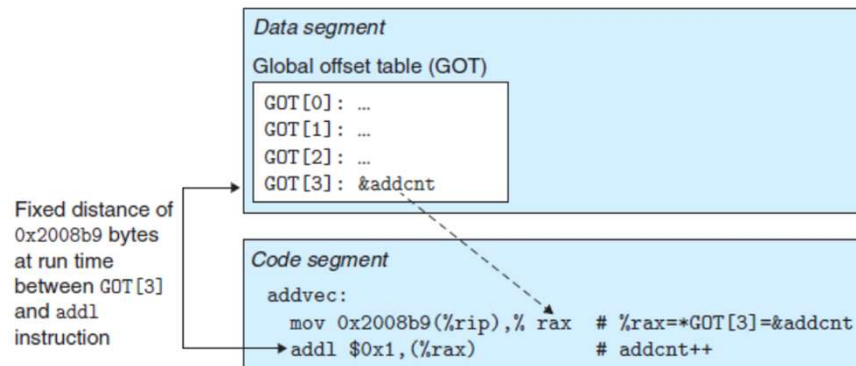 Data segment
Global offset table (GOT)
GOT[0]: …
GOT[1]: …
GOT[2]: …
GOT[3]: &addcnt
Fixed distance of
0x2008b9 bytes
at run time
between GOT[3]
and addl
instruction
Code segment
addvec:
mov 0x2008b9(%rip),% rax # %rax=*GOT[3]=&addcnt
addl $0x1,(%rax) # addcnt++